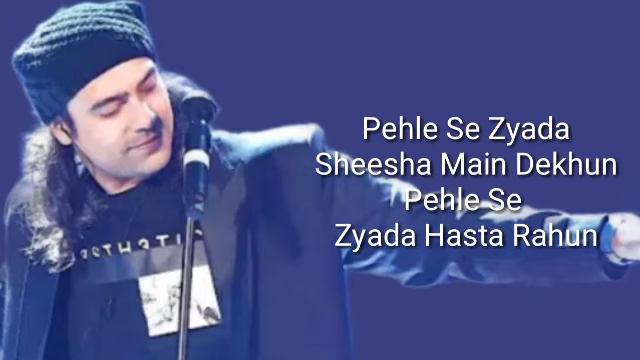 Pehle Se Zyada
Sheesha Main Dekhun
Pehle Se
Zyada Hasta Rahun